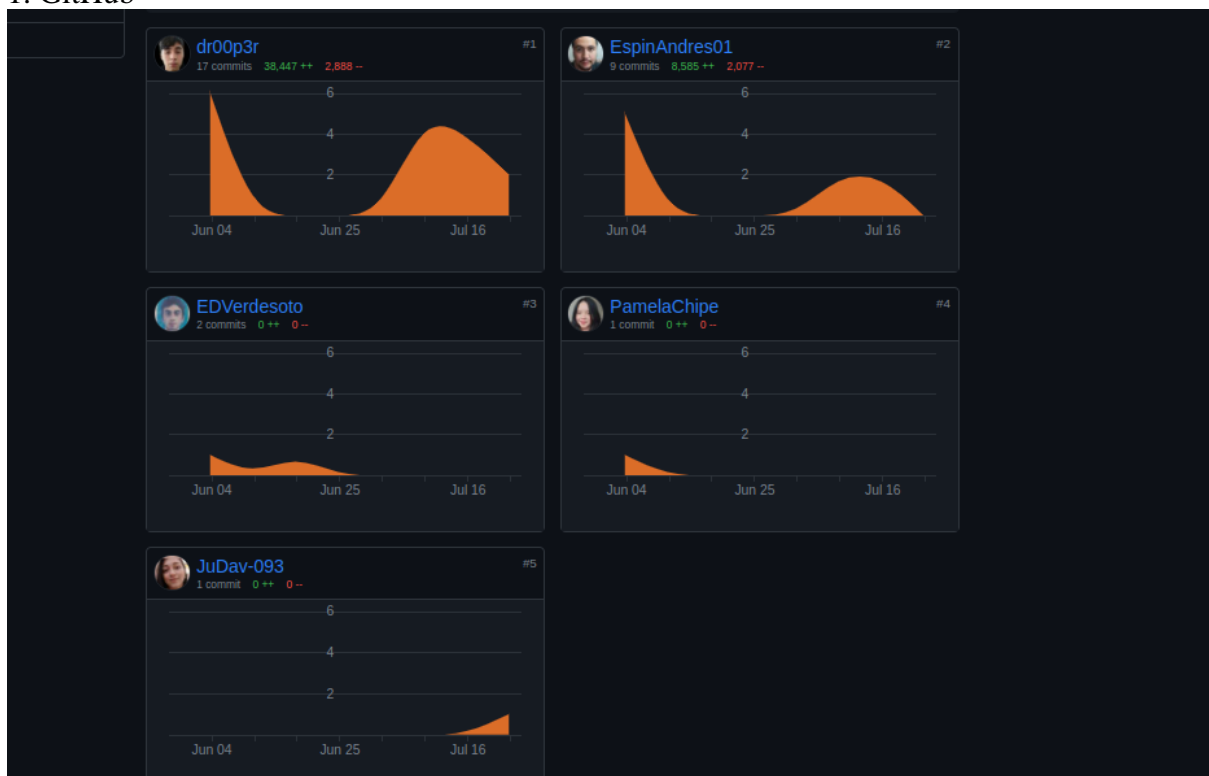 1. GitHub
dr00p3r
#1
17 commits 38,447 ++ 2,888 --
6
4
2
Jun 04 Jun 25 Jul 16
EspinAndres01
#2
9 commits 8,585 ++ 2,077 --
6
4
2
Jun 04 Jun 25 Jul 16
EDVerdesoto
#3
2 commits 0 ++ 0 --
6
4
2
Jun 04 Jun 25 Jul 16
PamelaChipe
#4
1 commit 0 ++ 0 --
6
4
2
Jun 04 Jun 25 Jul 16
JuDav-093
#5
1 commit 0 ++ 0 --
6
4
2
Jun 04 Jun 25 Jul 16